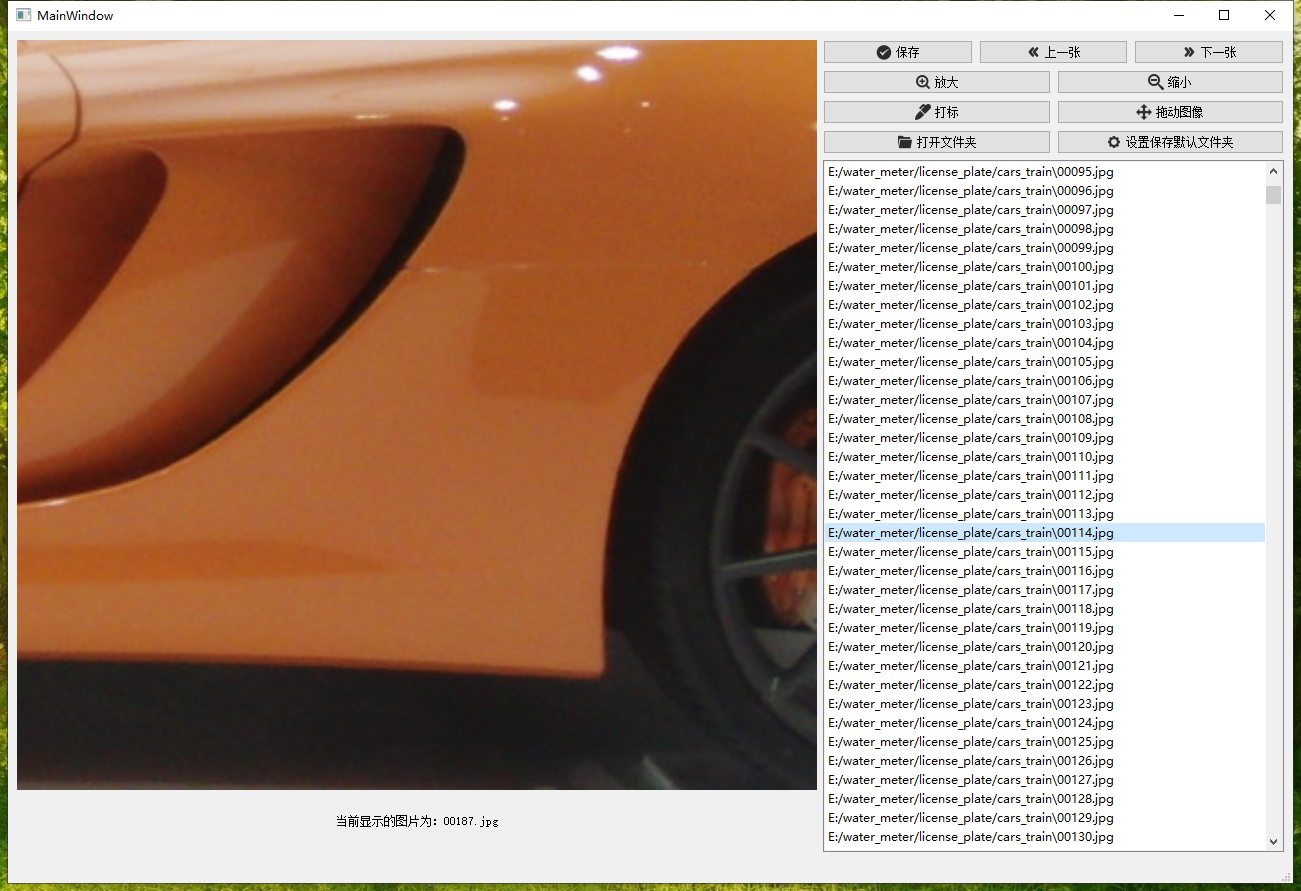 MainWindow
保存
上一张
下一张
放大
缩小
打标
拖动图像
打开文件夹
设置保存默认文件夹
E:/water_meter/license_plate/cars_train\00095.jpg
E:/water_meter/license_plate/cars_train\00096.jpg
E:/water_meter/license_plate/cars_train\00097.jpg
E:/water_meter/license_plate/cars_train\00098.jpg
E:/water_meter/license_plate/cars_train\00099.jpg
E:/water_meter/license_plate/cars_train\00100.jpg
E:/water_meter/license_plate/cars_train\00101.jpg
E:/water_meter/license_plate/cars_train\00102.jpg
E:/water_meter/license_plate/cars_train\00103.jpg
E:/water_meter/license_plate/cars_train\00104.jpg
E:/water_meter/license_plate/cars_train\00105.jpg
E:/water_meter/license_plate/cars_train\00106.jpg
E:/water_meter/license_plate/cars_train\00107.jpg
E:/water_meter/license_plate/cars_train\00108.jpg
E:/water_meter/license_plate/cars_train\00109.jpg
E:/water_meter/license_plate/cars_train\00110.jpg
E:/water_meter/license_plate/cars_train\00111.jpg
E:/water_meter/license_plate/cars_train\00112.jpg
E:/water_meter/license_plate/cars_train\00113.jpg
E:/water_meter/license_plate/cars_train\00114.jpg
E:/water_meter/license_plate/cars_train\00115.jpg
E:/water_meter/license_plate/cars_train\00116.jpg
E:/water_meter/license_plate/cars_train\00117.jpg
E:/water_meter/license_plate/cars_train\00118.jpg
E:/water_meter/license_plate/cars_train\00119.jpg
E:/water_meter/license_plate/cars_train\00120.jpg
E:/water_meter/license_plate/cars_train\00121.jpg
E:/water_meter/license_plate/cars_train\00122.jpg
E:/water_meter/license_plate/cars_train\00123.jpg
E:/water_meter/license_plate/cars_train\00124.jpg
E:/water_meter/license_plate/cars_train\00125.jpg
E:/water_meter/license_plate/cars_train\00126.jpg
E:/water_meter/license_plate/cars_train\00127.jpg
E:/water_meter/license_plate/cars_train\00128.jpg
E:/water_meter/license_plate/cars_train\00129.jpg
E:/water_meter/license_plate/cars_train\00130.jpg
当前显示的图片为：00187.jpg